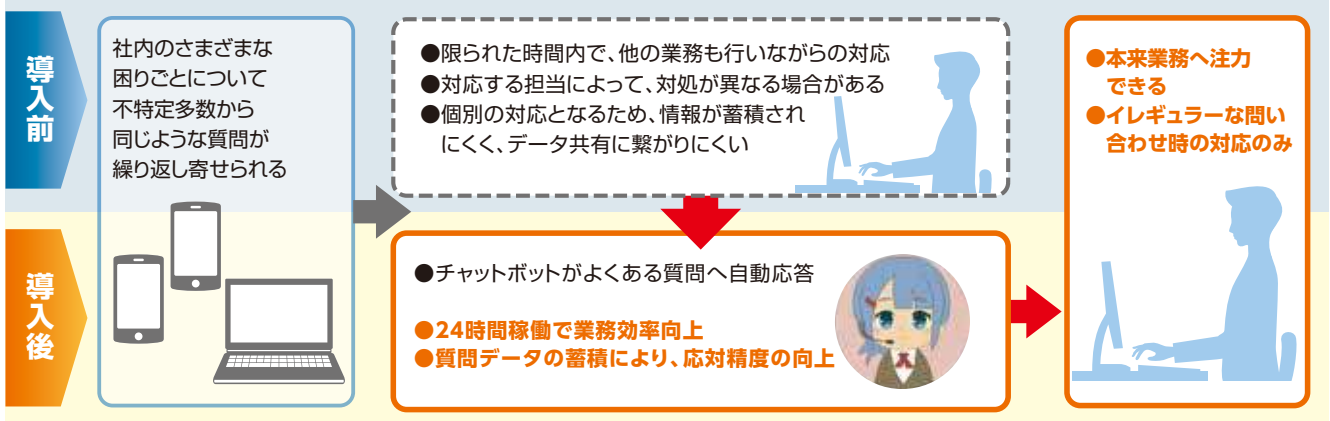 導入前
社内のさまざまな
困りごとについて
不特定多数から
同じような質問が
繰り返し寄せられる
●限られた時間内で、他の業務も行いながらの対応
●対応する担当によって、対処が異なる場合がある
●個別の対応となるため、情報が蓄積され
にくく、データ共有に繋がりにくい
●本来業務へ注力
できる
●イレギュラーな問い
合わせ時の対応のみ
導入後
●チャットボットがよくある質問へ自動応答
●24時間稼働で業務効率向上
●質問データの蓄積により、応対精度の向上